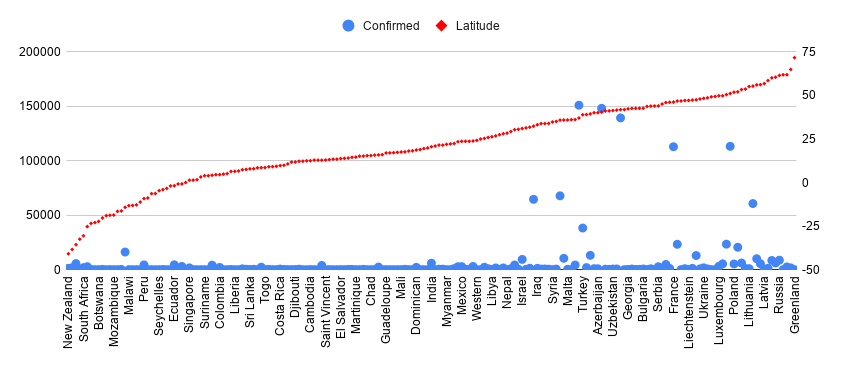 Confirmed Latitude
200000
150000
100000
50000
0
75
50
25
0
-25
-50
New Zealand
South Africa
Botswana
Mozambique
Malawi
Peru
Seychelles
Ecuador
Singapore
Suriname
Colombia
Liberia
Sri Lanka
Togo
Costa Rica
Djibouti
Cambodia
Saint Vincent
El Salvador
Martinique
Chad
Guadeloupe
Mali
Dominican
India
Myanmar
Mexico
Western
Libya
Nepal
Israel
Iraq
Syria
Malta
Turkey
Azerbaijan
Uzbekistan
Georgia
Bulgaria
Serbia
France
Liechtenstein
Ukraine
Luxembourg
Poland
Lithuania
Latvia
Russia
Greenland